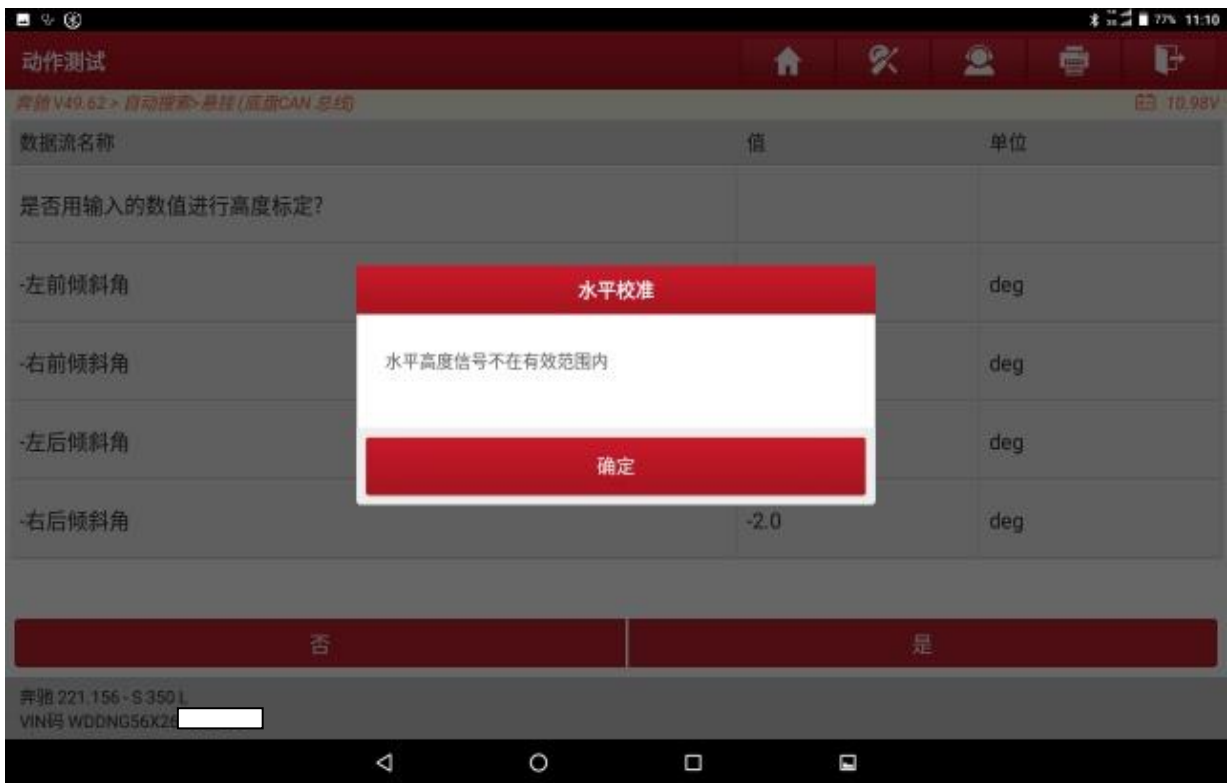 77% 11:10
动作测试
奔驰 V49.62 > 自动搜索>悬挂 (底盘CAN 总线) 10.98V
数据流名称 值 单位
是否用输入的数值进行高度标定?
-左前倾斜角 deg
水平校准
水平高度信号不在有效范围内
-右前倾斜角 deg
-左后倾斜角 deg
确定
-右后倾斜角 -2.0 deg
否 是
奔驰 221.156 - S 350 L
VIN码 WDDNG56X26